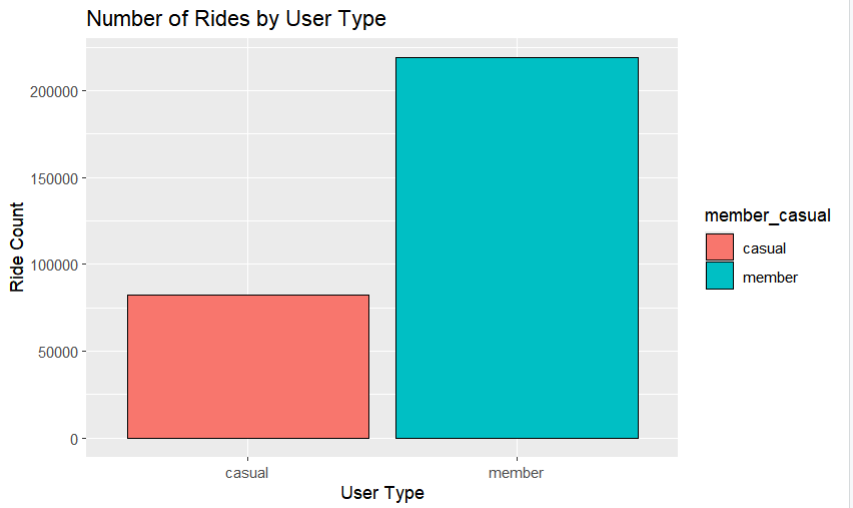 Number of Rides by User Type
200000
150000
100000
50000
0
Ride Count
casual
member
User Type
member_casual
casual
member